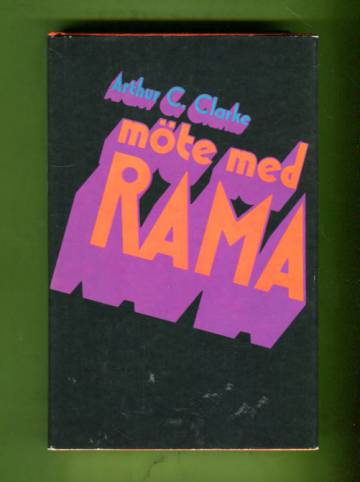 Arthur C. Clarke
möte med
RAMA